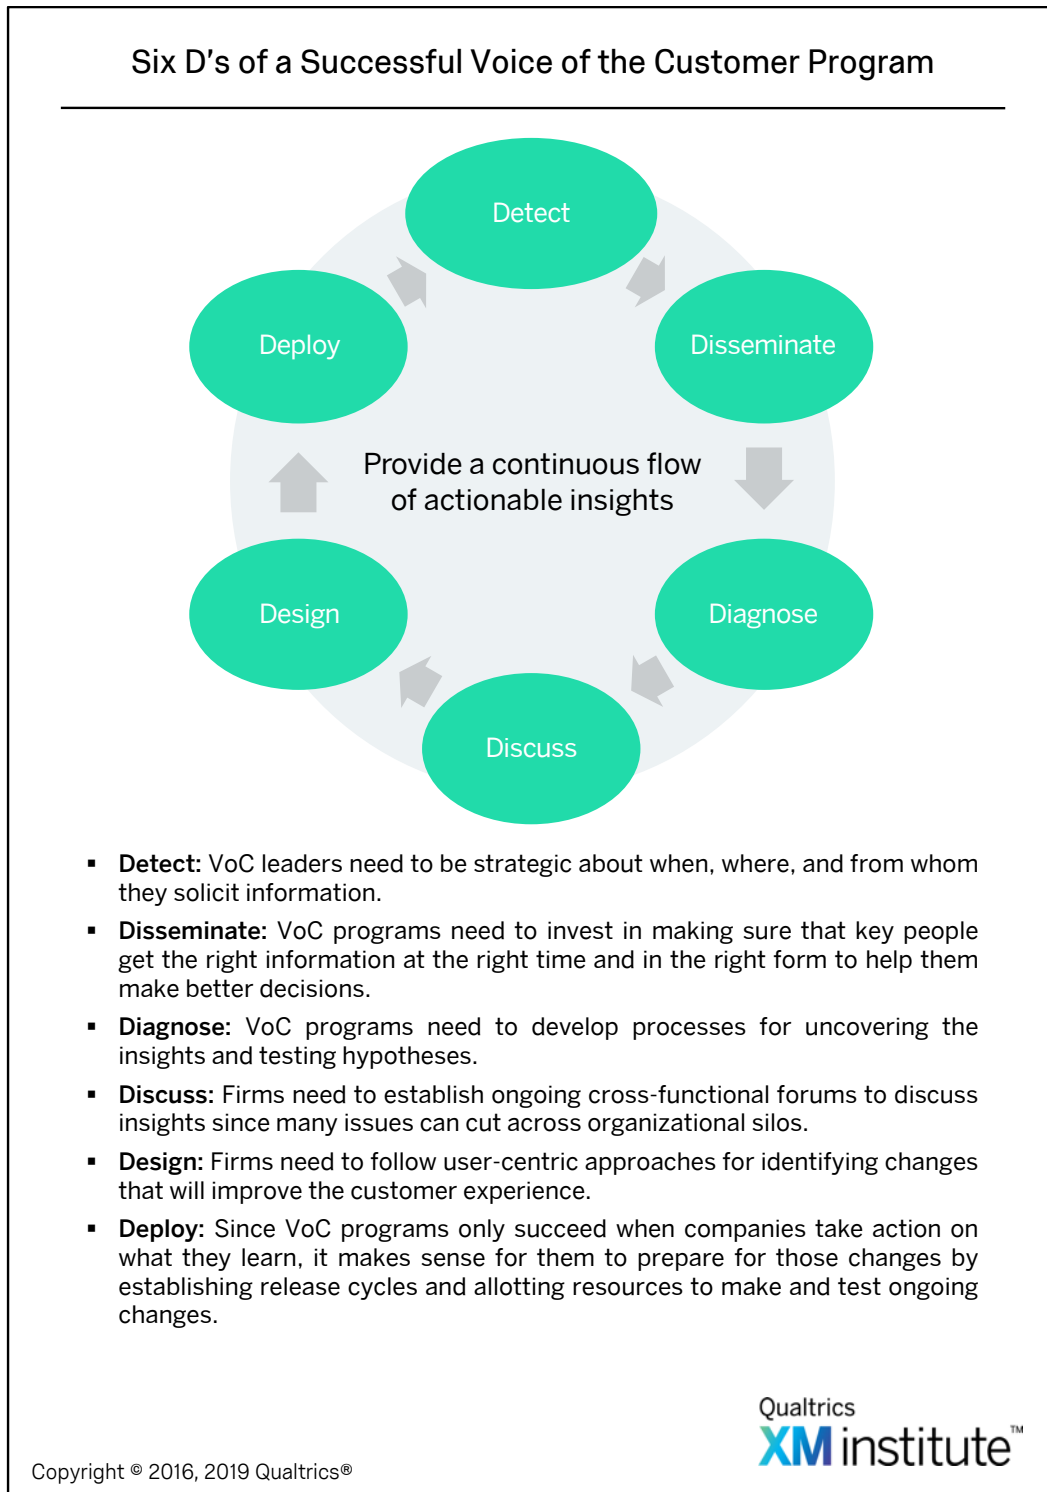 Six D's of a Successful Voice of the Customer Program
Detect
Deploy
Disseminate
Provide a continuous flow
of actionable insights
Design
Diagnose
Discuss
▪ Detect: VoC leaders need to be strategic about when, where, and from whom
they solicit information.
▪ Disseminate: VoC programs need to invest in making sure that key people
get the right information at the right time and in the right form to help them
make better decisions.
▪ Diagnose: VoC programs need to develop processes for uncovering the
insights and testing hypotheses.
▪ Discuss: Firms need to establish ongoing cross-functional forums to discuss
insights since many issues can cut across organizational silos.
▪ Design: Firms need to follow user-centric approaches for identifying changes
that will improve the customer experience.
▪ Deploy: Since VoC programs only succeed when companies take action on
what they learn, it makes sense for them to prepare for those changes by
establishing release cycles and allotting resources to make and test ongoing
changes.
Qualtrics
XM institute™
Copyright © 2016, 2019 Qualtrics®